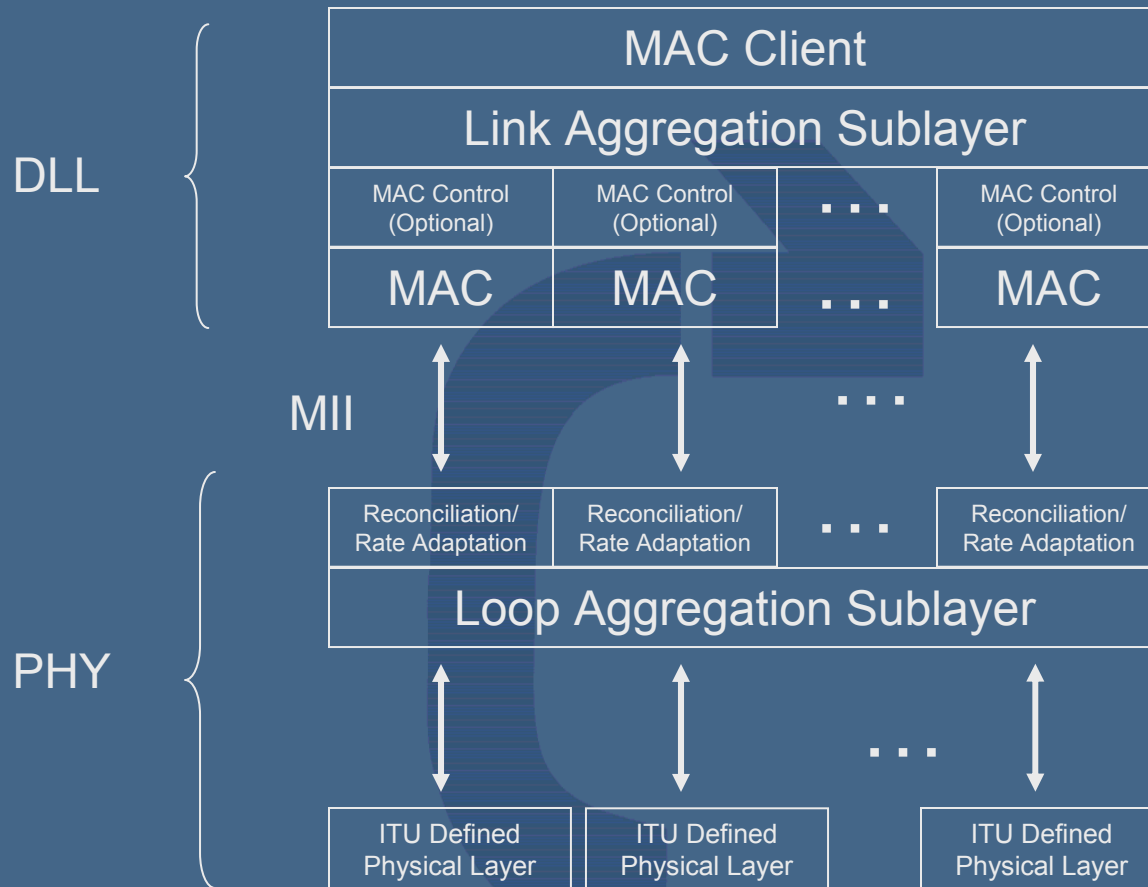 MAC Client
Link Aggregation Sublayer
DLL
MAC Control
(Optional)
MAC Control
(Optional)
...
MAC Control
(Optional)
MAC
MAC
...
MAC
MII
...
Reconciliation/
Rate Adaptation
Reconciliation/
Rate Adaptation
...
Reconciliation/
Rate Adaptation
Loop Aggregation Sublayer
PHY
...
ITU Defined
Physical Layer
ITU Defined
Physical Layer
ITU Defined
Physical Layer